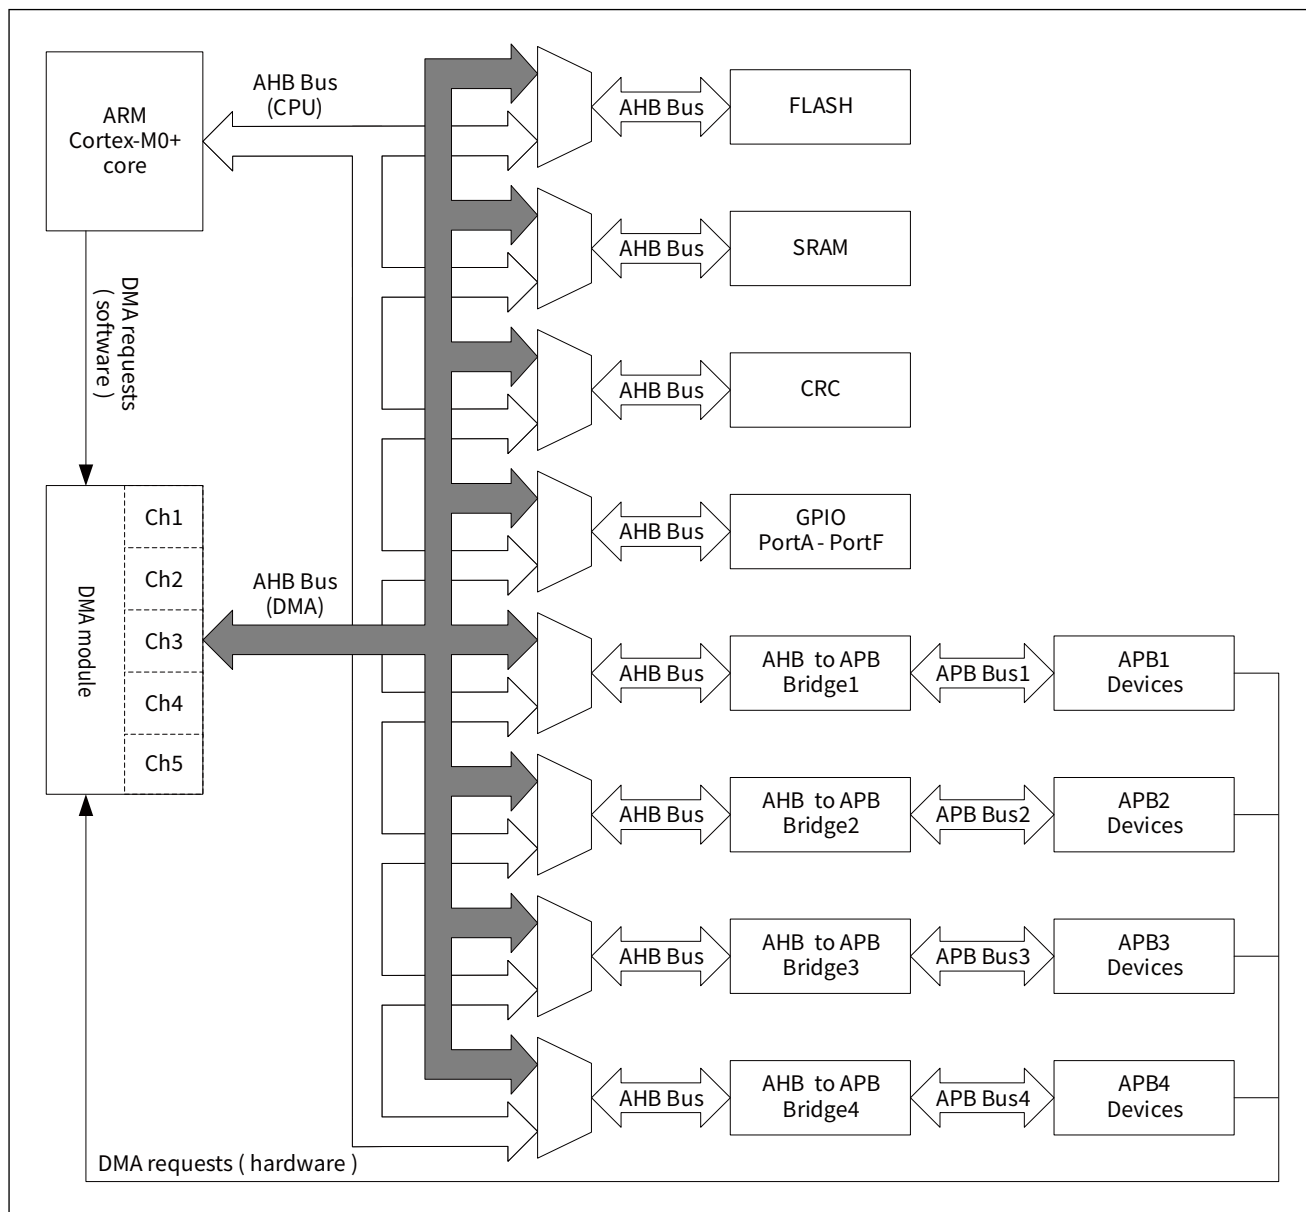 ARM
Cortex-M0+
core
AHB Bus
(CPU)
AHB Bus
FLASH
AHB Bus
SRAM
DMA requests
( software )
AHB Bus
CRC
Ch1
Ch2
Ch3
Ch4
Ch5
DMA module
AHB Bus
(DMA)
AHB Bus
GPIO
PortA - PortF
AHB Bus
AHB to APB
Bridge1
APB Bus1
APB1
Devices
AHB Bus
AHB to APB
Bridge2
APB Bus2
APB2
Devices
AHB Bus
AHB to APB
Bridge3
APB Bus3
APB3
Devices
AHB Bus
AHB to APB
Bridge4
APB Bus4
APB4
Devices
DMA requests ( hardware )